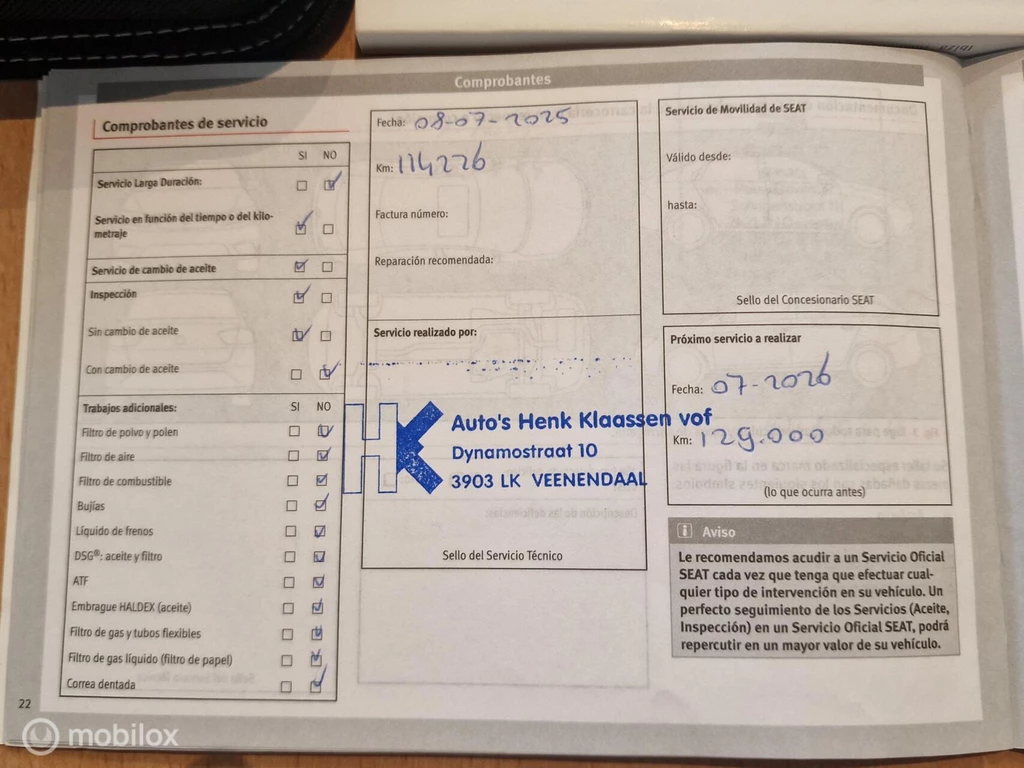 Comprobantes
Comprobantes de servicio
SI NO
Servicio Larga Duración:
Servicio en función del tiempo o del kilo-
metraje
Servicio de cambio de aceite
Inspección
Sin cambio de aceite
Con cambio de aceite
Trabajos adicionales: SI NO
Filtro de polvo y polen
Filtro de aire
Filtro de combustible
Bujías
Líquido de frenos
DSG®: aceite y filtro
ATF
Embrague HALDEX (aceite)
Filtro de gas y tubos flexibles
Filtro de gas líquido (filtro de papel)
Correa dentada
22
Fecha: 08-07-2025
Km: 114226
Factura número:
Reparación recomendada:
Servicio realizado por:
HK
Auto's Henk Klaassen vof
Dynamostraat 10
3903 LK VEENENDAAL
Sello del Servicio Técnico
Servicio de Movilidad de SEAT
Válido desde:
hasta:
Sello del Concesionario SEAT
Próximo servicio a realizar
Fecha: 07-2026
Km: 129.000
(lo que ocurra antes)
Aviso
Le recomendamos acudir a un Servicio Oficial
SEAT cada vez que tenga que efectuar cual-
quier tipo de intervención en su vehículo. Un
perfecto seguimiento de los Servicios (Aceite,
Inspección) en un Servicio Oficial SEAT, podrá
repercutir en un mayor valor de su vehículo.
mobilox